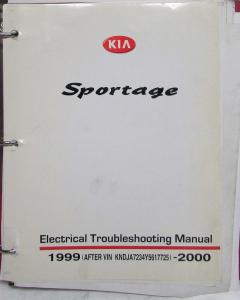 KIA
Sportage
Electrical Troubleshooting Manual
1999 (AFTER VIN KNDJA7234Y5617725) -2000